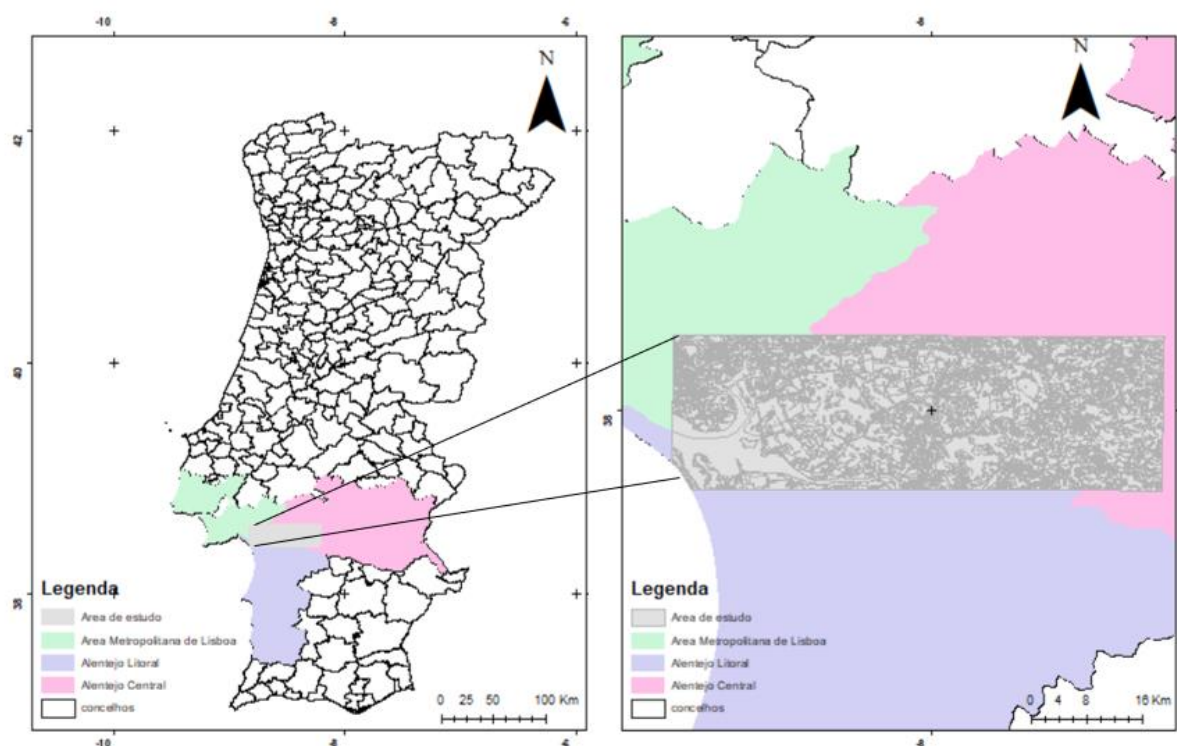 -10 -8 -6
N
42
40
38
Legenda
Area de estudo
Area Metropolitana de Lisboa
Alentejo Litoral
Alentejo Central
concelhos
0 25 50 100 Km
-10 -8 -6
-8
N
38
Legenda
Area de estudo
Area Metropolitana de Lisboa
Alentejo Litoral
Alentejo Central
concelhos
0 4 8 16 Km
-8